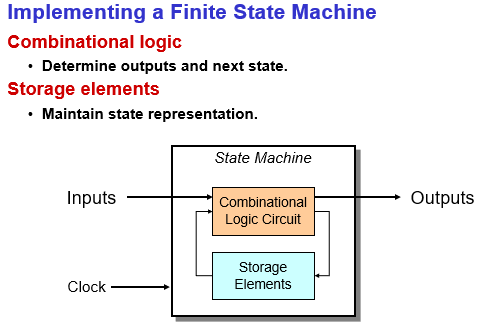 Implementing a Finite State Machine
Combinational logic
• Determine outputs and next state.
Storage elements
• Maintain state representation.
State Machine
Inputs
Combinational
Logic Circuit
Outputs
Storage
Elements
Clock